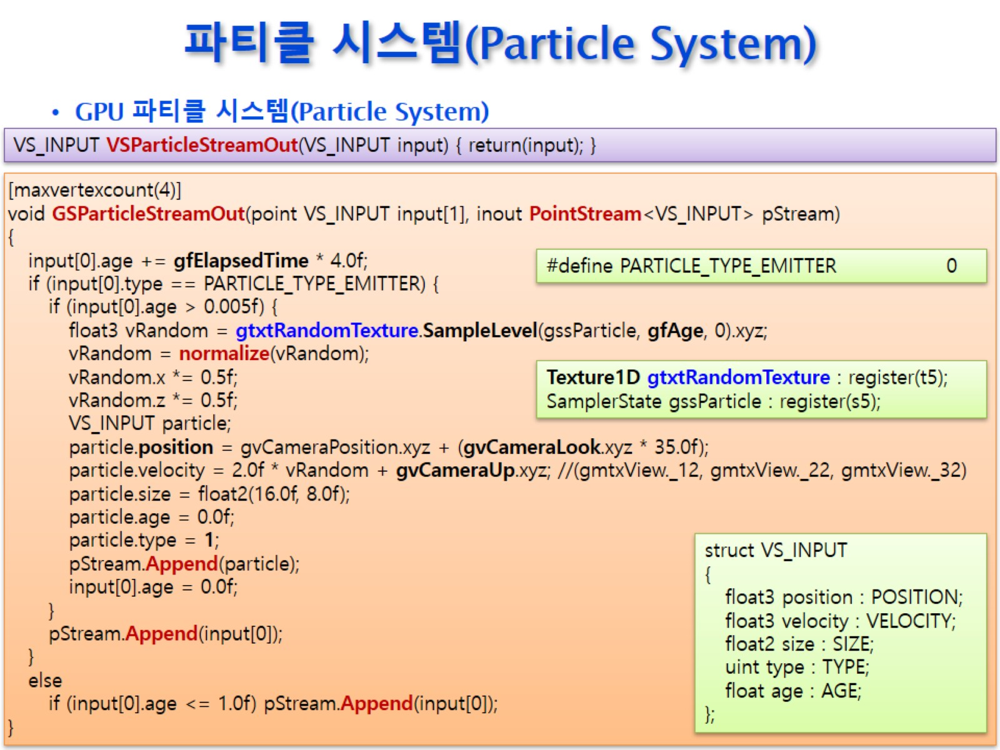 파티클 시스템(Particle System)
• GPU 파티클 시스템(Particle System)
VS_INPUT VSParticleStreamOut(VS_INPUT input) { return(input); }
[maxvertexcount(4)]
void GSParticleStreamOut(point VS_INPUT input[1], inout PointStream<VS_INPUT> pStream)
{
input[0].age += gfElapsedTime * 4.0f;
if (input[0].type == PARTICLE_TYPE_EMITTER) {
if (input[0].age > 0.005f) {
float3 vRandom = gtxtRandomTexture.SampleLevel(gssParticle, gfAge, 0).xyz;
vRandom = normalize(vRandom);
vRandom.x *= 0.5f;
vRandom.z *= 0.5f;
VS_INPUT particle;
particle.position = gvCameraPosition.xyz + (gvCameraLook.xyz * 35.0f);
particle.velocity = 2.0f * vRandom + gvCameraUp.xyz; //(gmtxView._12, gmtxView._22, gmtxView._32)
particle.size = float2(16.0f, 8.0f);
particle.age = 0.0f;
particle.type = 1;
pStream.Append(particle);
input[0].age = 0.0f;
}
pStream.Append(input[0]);
}
else
if (input[0].age <= 1.0f) pStream.Append(input[0]);
}
#define PARTICLE_TYPE_EMITTER 0
Texture1D gtxtRandomTexture : register(t5);
SamplerState gssParticle : register(s5);
struct VS_INPUT
{
float3 position : POSITION;
float3 velocity : VELOCITY;
float2 size : SIZE;
uint type : TYPE;
float age : AGE;
};